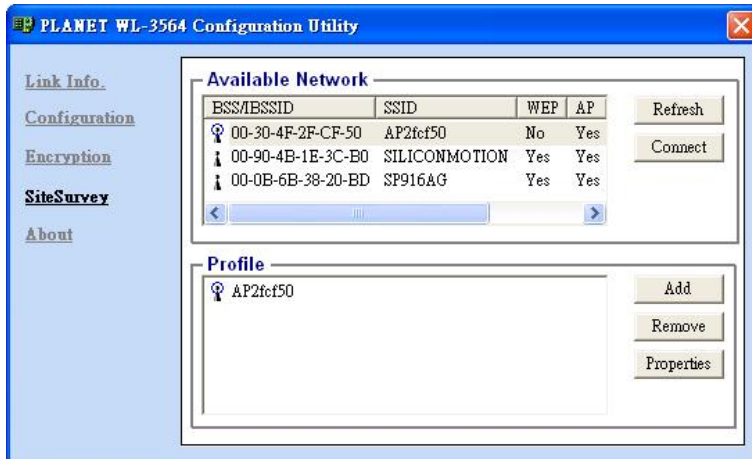 PLANET WL-3564 Configuration Utility
Link Info.
Configuration
Encryption
SiteSurvey
About
Available Network
BSS/IBSSID SSID WEP AP
00-30-4F-2F-CF-50 AP2fcf50 No Yes
00-90-4B-1E-3C-B0 SILICONMOTION Yes Yes
00-0B-6B-38-20-BD SP916AG Yes Yes
Refresh
Connect
Profile
AP2fcf50
Add
Remove
Properties